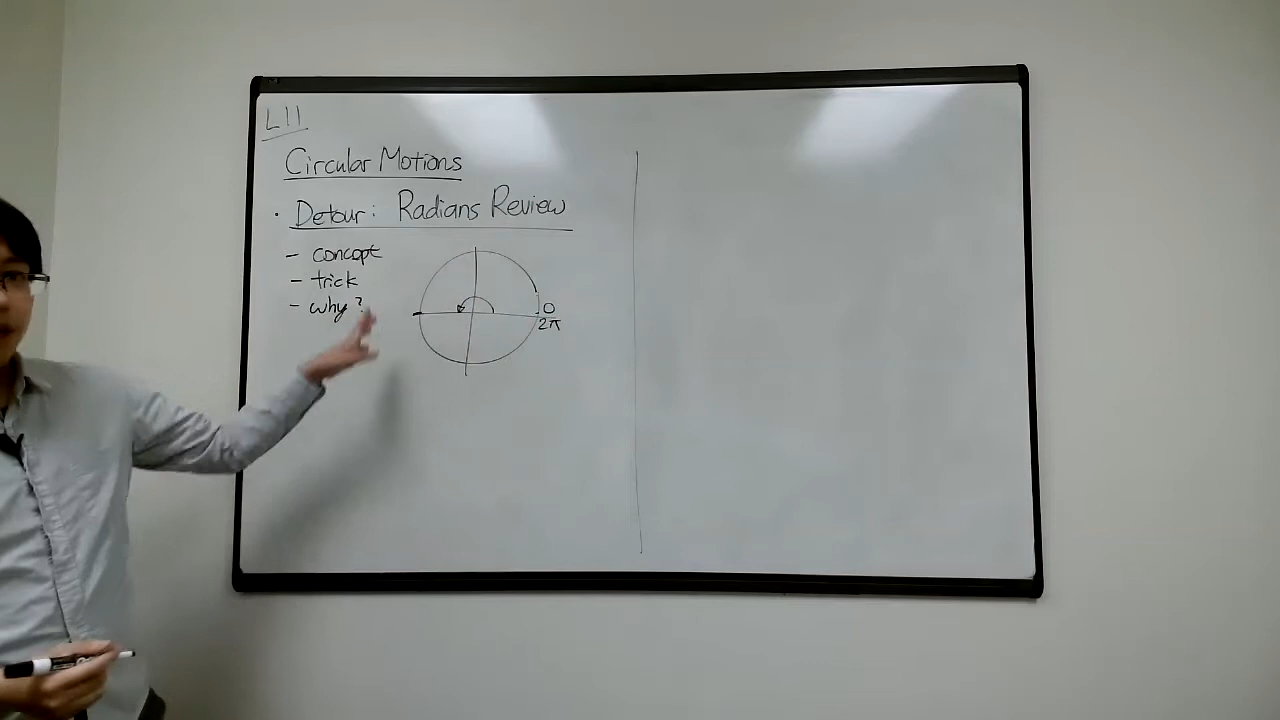 L11
Circular Motions
· Detour: Radians Review
- concept
- trick
- why?
0
2π